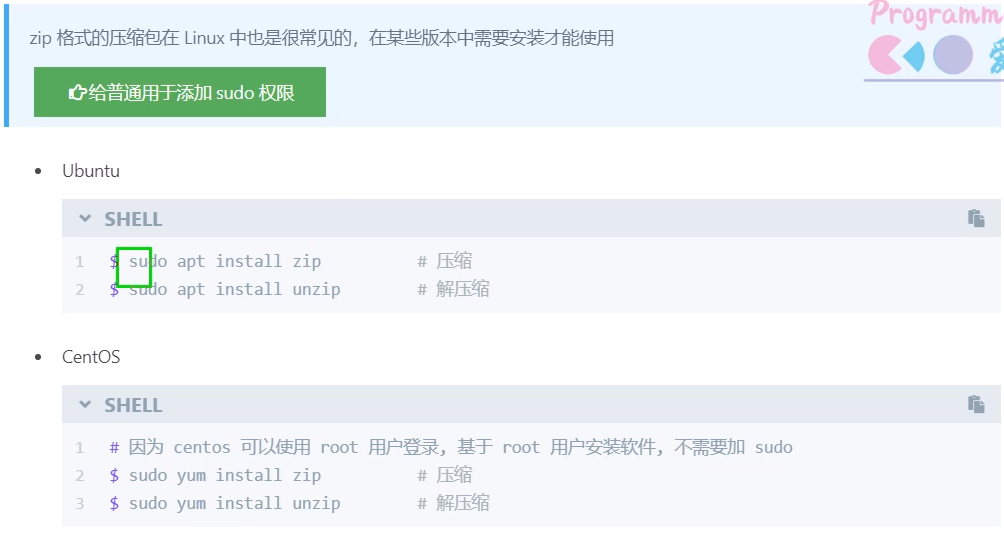 Programm
爱
zip 格式的压缩包在 Linux 中也是很常见的，在某些版本中需要安装才能使用
给普通用于添加 sudo 权限
Ubuntu
SHELL
1 $ sudo apt install zip # 压缩
2 $ sudo apt install unzip # 解压缩
CentOS
SHELL
1 # 因为 centos 可以使用 root 用户登录, 基于 root 用户安装软件, 不需要加 sudo
2 $ sudo yum install zip # 压缩
3 $ sudo yum install unzip # 解压缩